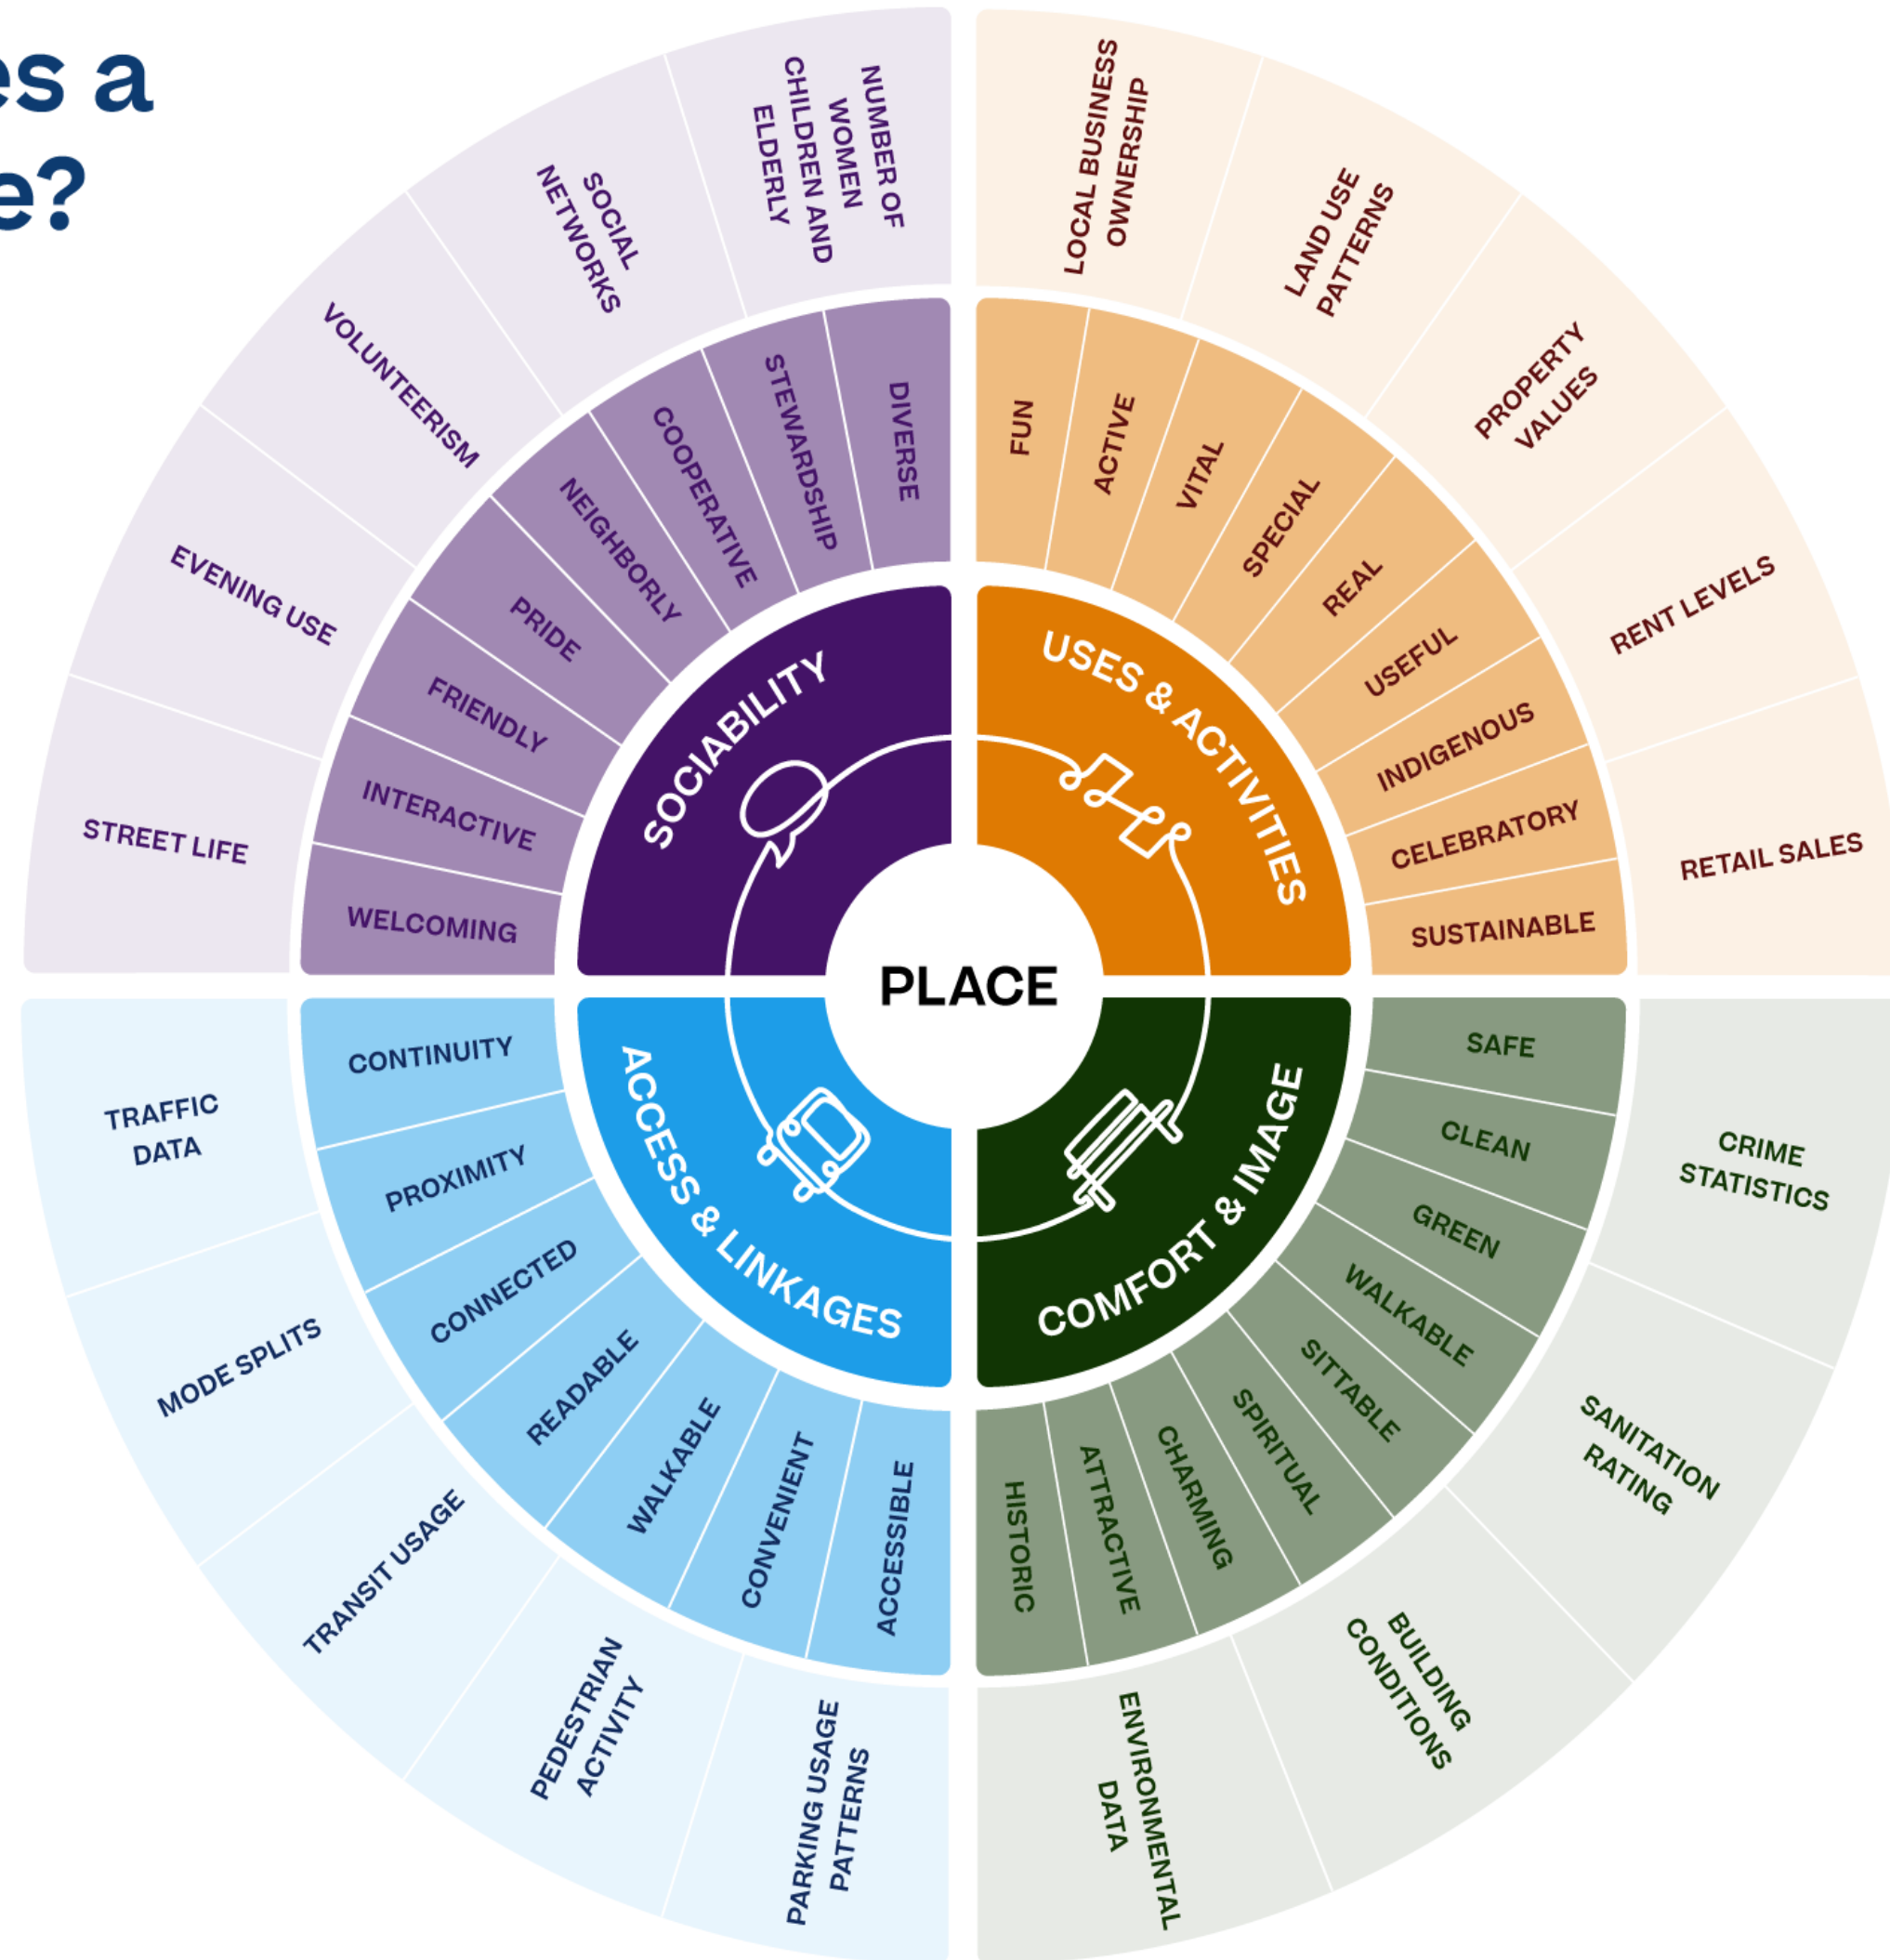 es a
e?
NUMBER OF
WOMEN
CHILDREN AND
ELDERLY
SOCIAL
NETWORKS
VOLUNTEERISM
EVENING USE
STREET LIFE
DIVERSE
STEWARDSHIP
COOPERATIVE
NEIGHBORLY
PRIDE
FRIENDLY
INTERACTIVE
WELCOMING
SOCIABILITY
LOCAL BUSINESS
OWNERSHIP
LAND USE
PATTERNS
PROPERTY
VALUES
RENT LEVELS
RETAIL SALES
FUN
ACTIVE
VITAL
SPECIAL
REAL
USEFUL
INDIGENOUS
CELEBRATORY
SUSTAINABLE
USES & ACTIVITIES
PLACE
ACCESS & LINKAGES
CONTINUITY
PROXIMITY
CONNECTED
READABLE
WALKABLE
CONVENIENT
ACCESSIBLE
TRAFFIC
DATA
MODE SPLITS
TRANSIT USAGE
PEDESTRIAN
ACTIVITY
PARKING USAGE
PATTERNS
COMFORT & IMAGE
SAFE
CLEAN
GREEN
WALKABLE
SITTABLE
SPIRITUAL
CHARMING
ATTRACTIVE
HISTORIC
CRIME
STATISTICS
SANITATION
RATING
BUILDING
CONDITIONS
ENVIRONMENTAL
DATA